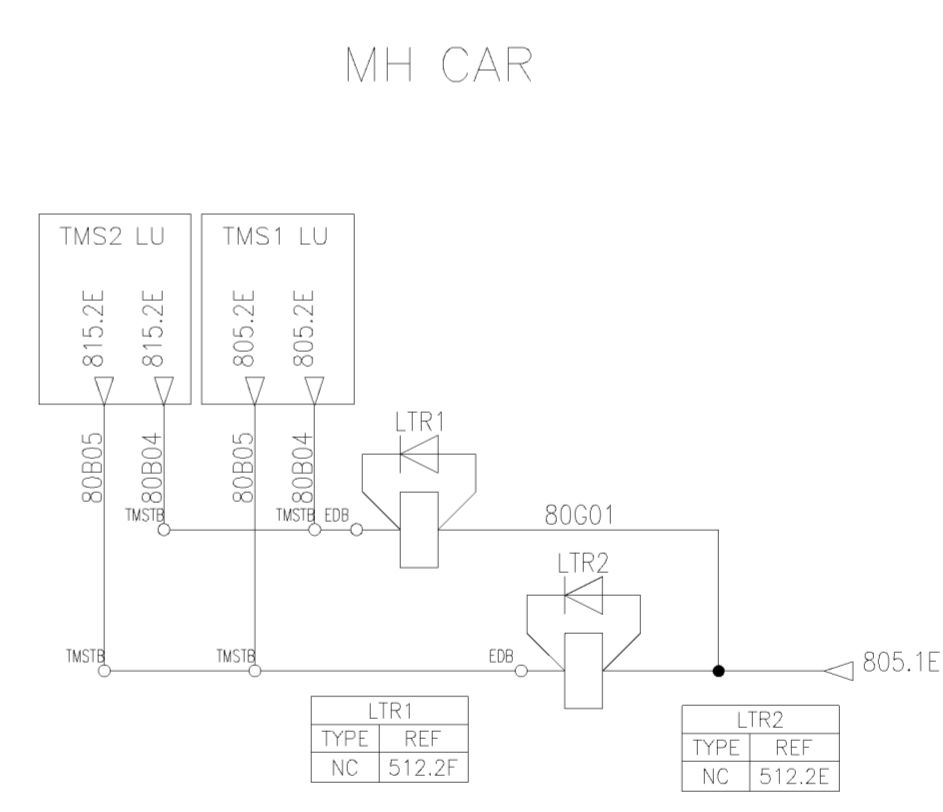 MH CAR
TMS2 LU
TMS1 LU
815.2E
815.2E
805.2E
805.2E
80B05
80B04
80B05
80B04
LTR1
TMSTB
TMSTB
EDB
80G01
LTR2
TMSTB
TMSTB
EDB
805.1E
LTR1
TYPE REF
NC 512.2F
LTR2
TYPE REF
NC 512.2E